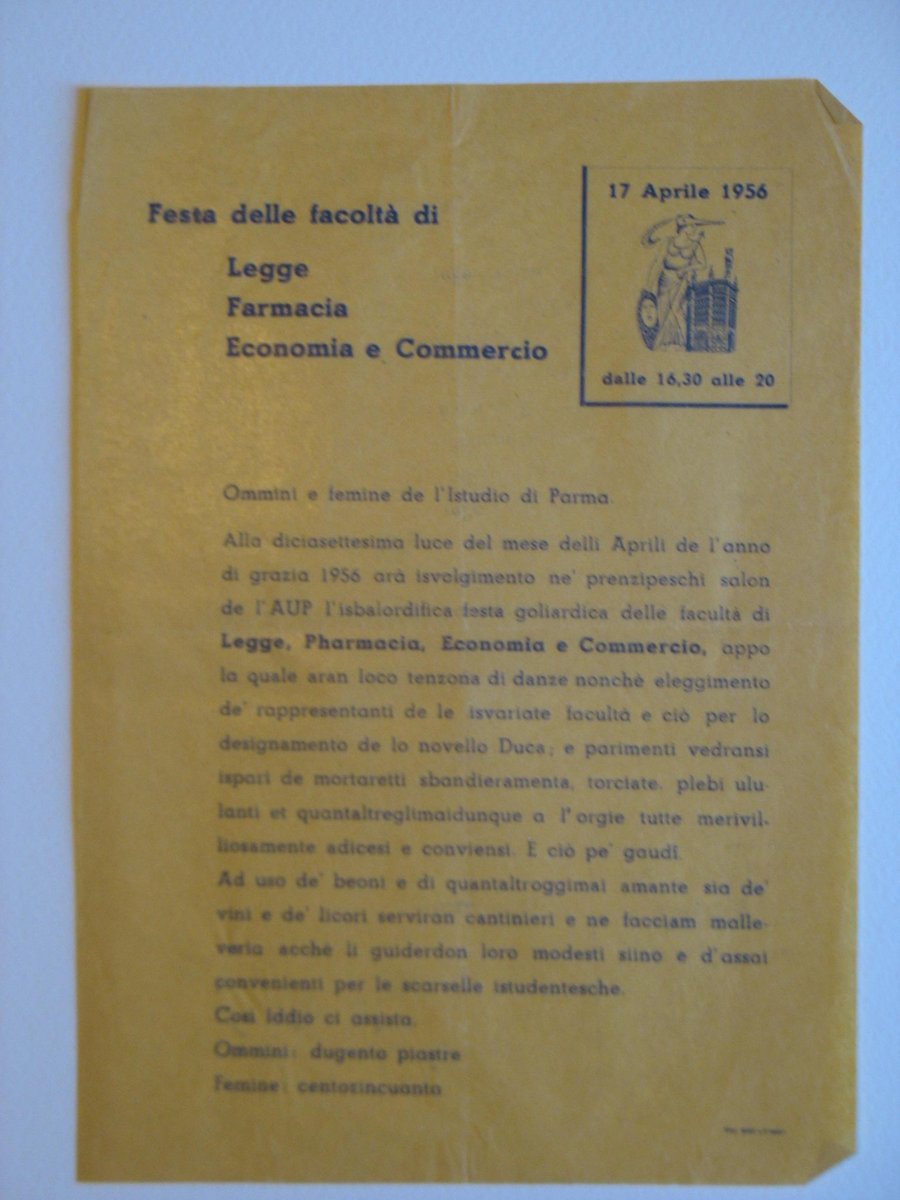 Festa delle facoltà di
Legge
Farmacia
Economia e Commercio
17 Aprile 1956
dalle 16,30 alle 20
Ommini e femine de l'Istudio di Parma.
Alla diciasettesima luce del mese delli Aprili de l'anno
di grazia 1956 arà isvolgimento ne' prenzipeschi salon
de l'AUP l'isbalordifica festa goliardica delle facultà di
Legge, Pharmacia, Economia e Commercio, appo
la quale aran loco tenzona di danze nonchè eleggimento
de' rappresentanti de le isvariate facultà e ciò per lo
designamento de lo novello Duca; e parimenti vedransi
ispari de mortaretti sbandieramenta, torciate, plebi ulu-
lanti et quantaltreglimaidunque a l'orgie tutte merivil-
liosamente adicesi e conviensi. E ciò pe' gaudî.
Ad uso de' beoni e di quantaltroggimai amante sia de'
vini e de' licori serviran cantinieri e ne facciam malle-
veria acchè li guiderdon loro modesti siino e d'assai
convenienti per le scarselle istudentesche.
Così Iddio ci assista.
Ommini: dugento piastre
Femine: centozincuanta